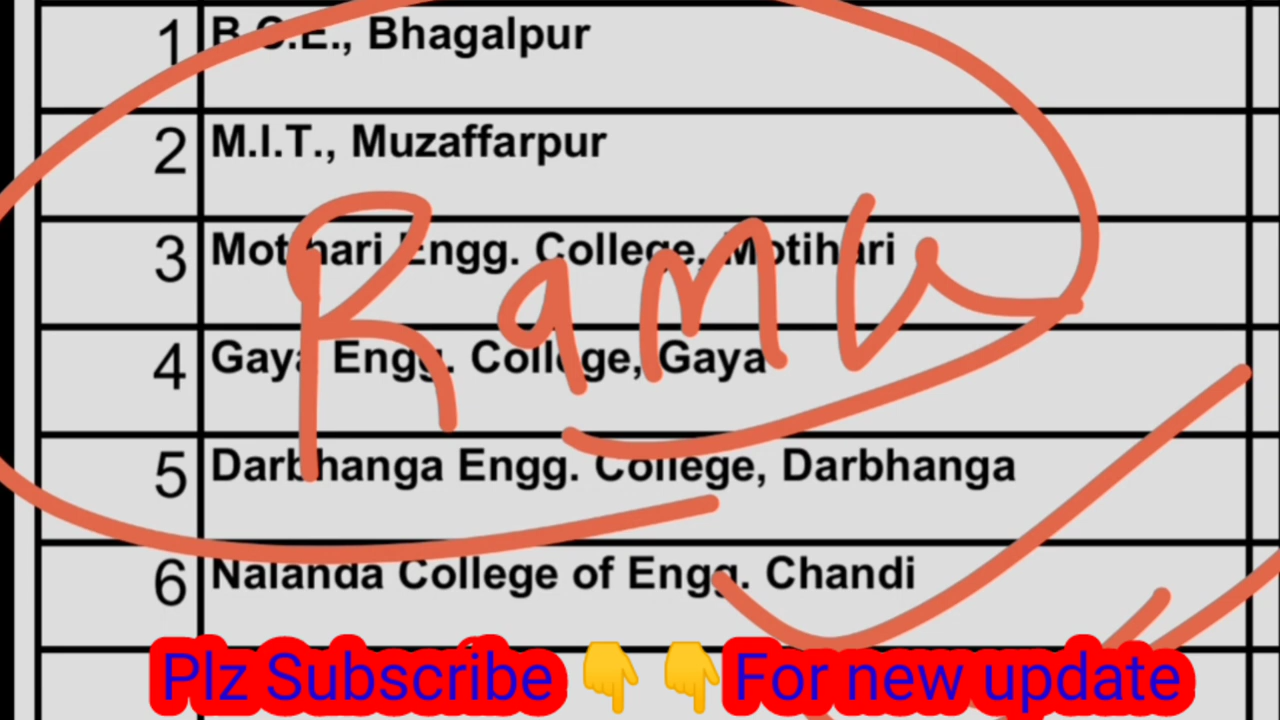 1 B.C.E., Bhagalpur
2 M.I.T., Muzaffarpur
3 Motihari Engg. College, Motihari
Ramu
4 Gaya Engg. College, Gaya
5 Darbhanga Engg. College, Darbhanga
6 Nalanda College of Engg. Chandi
Plz Subscribe 👇 👇 For new update